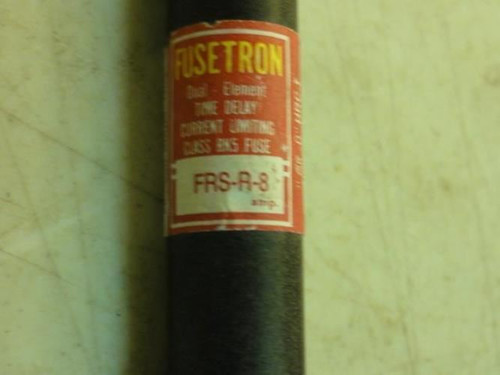 FUSETRON
Dual - Element
TIME DELAY
CURRENT LIMITING
CLASS RK5 FUSE
FRS-R-8
amp.